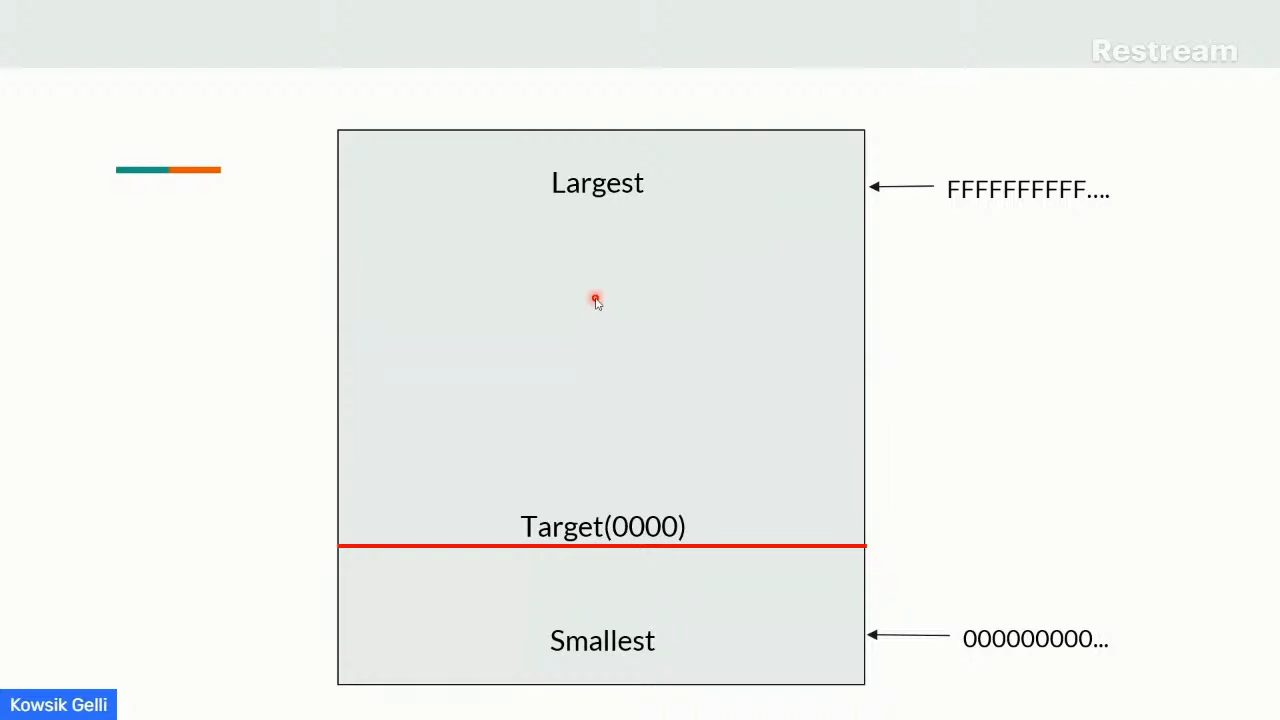 Restream
Largest
FFFFFFFFFF....
Target(0000)
Smallest
000000000...
Kowsik Gelli